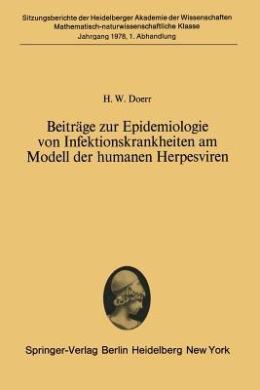 Sitzungsberichte der Heidelberger Akademie der Wissenschaften
Mathematisch-naturwissenschaftliche Klasse
Jahrgang 1978, 1. Abhandlung
H. W. Doerr
Beiträge zur Epidemiologie
von Infektionskrankheiten am
Modell der humanen Herpesviren
Springer-Verlag Berlin Heidelberg New York